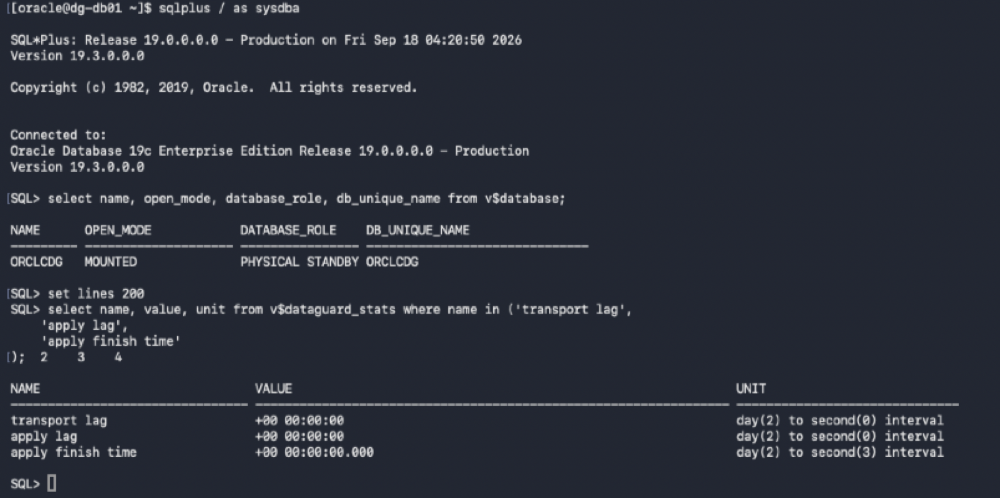 [[oracle@dg-db01 ~]$ sqlplus / as sysdba
SQL*Plus: Release 19.0.0.0.0 - Production on Fri Sep 18 04:20:50 2026
Version 19.3.0.0.0
Copyright (c) 1982, 2019, Oracle.  All rights reserved.
Connected to:
Oracle Database 19c Enterprise Edition Release 19.0.0.0.0 - Production
Version 19.3.0.0.0
[SQL> select name, open_mode, database_role, db_unique_name from v$database;
NAME      OPEN_MODE            DATABASE_ROLE    DB_UNIQUE_NAME
--------- -------------------- ---------------- ------------------------------
ORCLCDG   MOUNTED              PHYSICAL STANDBY ORCLCDG
[SQL> set lines 200
SQL> select name, value, unit from v$dataguard_stats where name in ('transport lag',
    'apply lag',
    'apply finish time'
[);  2    3    4
NAME                             VALUE                                                            UNIT
-------------------------------- ---------------------------------------------------------------- ------------------------------
transport lag                    +00 00:00:00                                                     day(2) to second(0) interval
apply lag                        +00 00:00:00                                                     day(2) to second(0) interval
apply finish time                +00 00:00:00.000                                                 day(2) to second(3) interval
SQL>